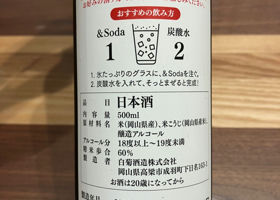 おすすめの飲み方
&Soda
1
炭酸水
2
1. 氷たっぷりのグラスに、&Sodaを注ぐ。
2. 炭酸水を入れて、そっとまぜると完成!
品目 日本酒
内容量 500ml
原材料名 米(岡山県産)、米こうじ(岡山県産米)、
醸造アルコール
アルコール分 18度以上~19度未満
精米歩合 60%
製造者 白菊酒造株式会社
岡山県高梁市成羽町下日名163-1
お酒は20歳になってから